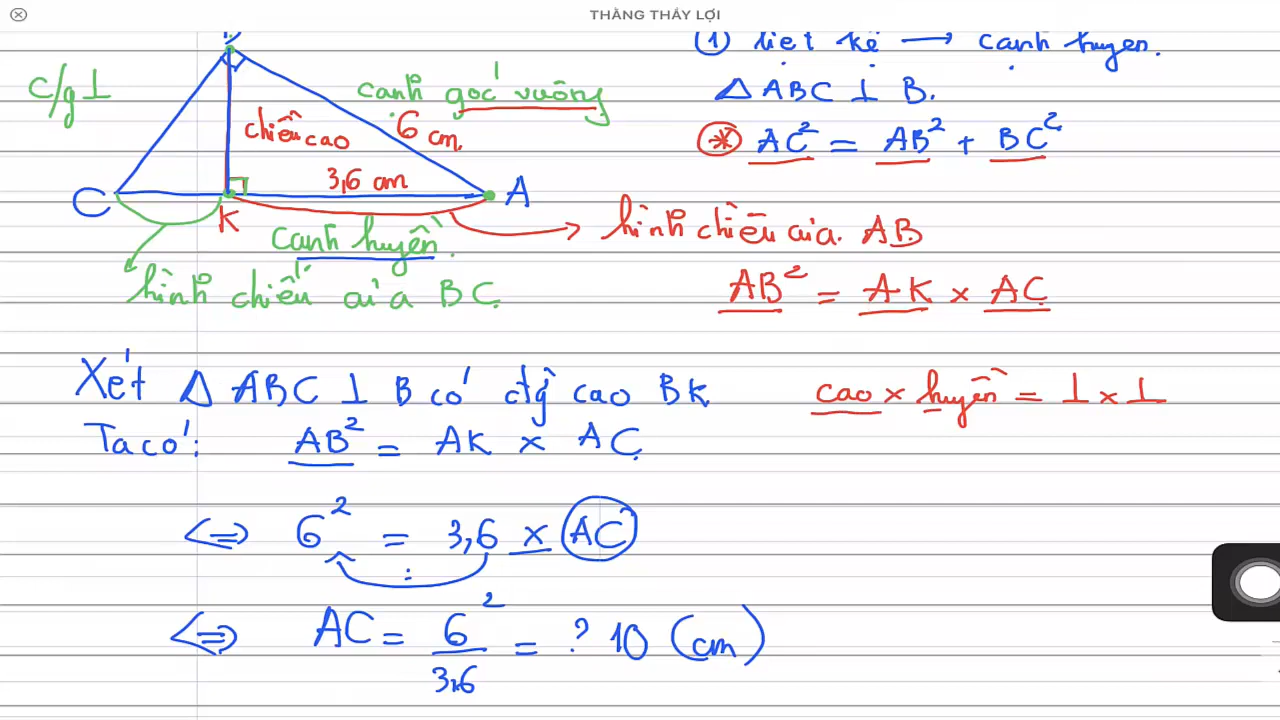 THẰNG THẦY LỢI
① liệt kê → cạnh huyền.
C/g ⊥
cạnh góc vuông
△ ABC ⊥ B.
chiều cao
6 cm
⊛ AC² = AB² + BC²
3,6 cm
C
K
A
hình chiếu của AB
cạnh huyền.
hình chiếu của BC
AB² = AK × AC
Xét △ ABC ⊥ B có đg cao BK
cao × huyền = ⊥ × ⊥
Ta có: AB² = AK × AC
<=> 6² = 3,6 × AC
:
<=> AC = 6²/3,6 = ? 10 (cm)